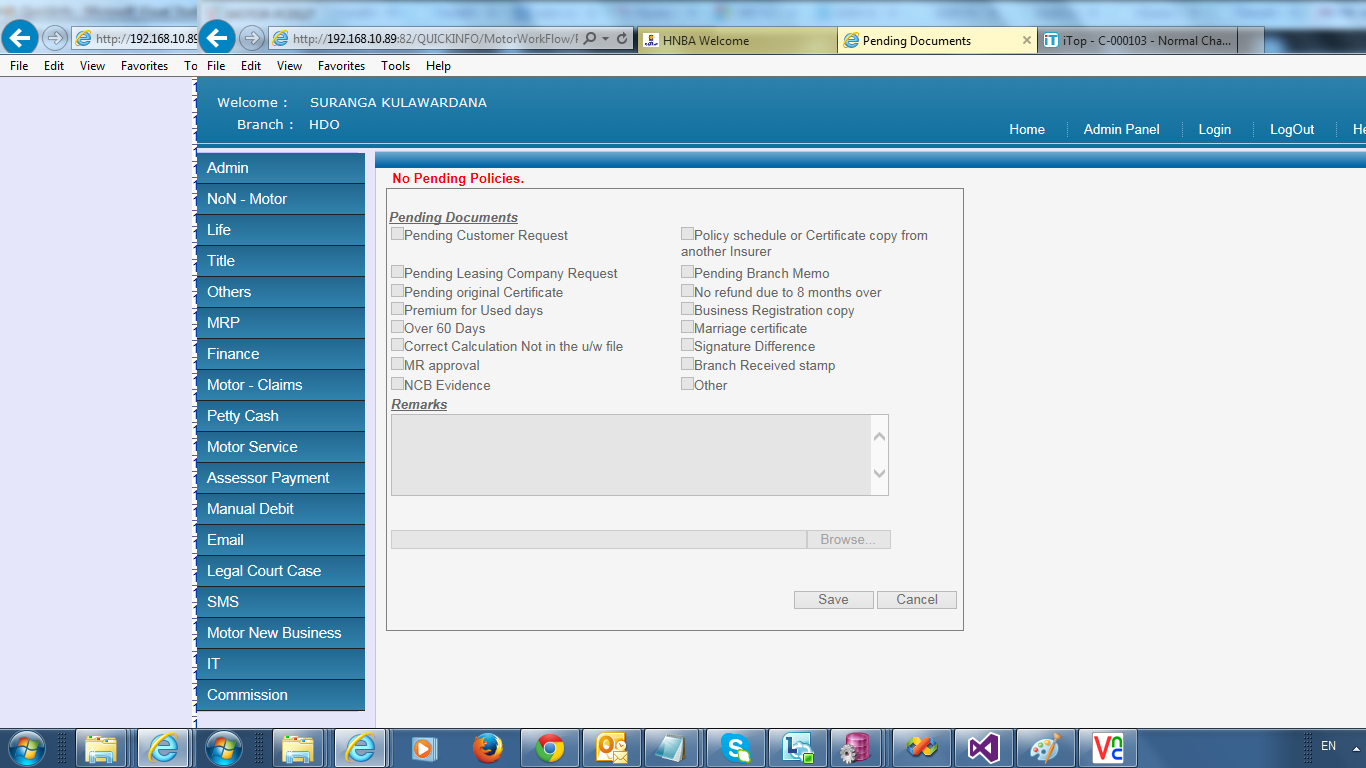 http://192.168.10.89
http://192.168.10.89:82/QUICKINFO/MotorWorkFlow/
HNBA Welcome
Pending Documents
iTop - C-000103 - Normal Cha...
File Edit View Favorites To
File Edit View Favorites Tools Help
Welcome : SURANGA KULAWARDANA
Branch : HDO
Home Admin Panel Login LogOut He
Admin
NoN - Motor
Life
Title
Others
MRP
Finance
Motor - Claims
Petty Cash
Motor Service
Assessor Payment
Manual Debit
Email
Legal Court Case
SMS
Motor New Business
IT
Commission
No Pending Policies.
Pending Documents
Pending Customer Request
Policy schedule or Certificate copy from
another Insurer
Pending Leasing Company Request
Pending Branch Memo
Pending original Certificate
No refund due to 8 months over
Premium for Used days
Business Registration copy
Over 60 Days
Marriage certificate
Correct Calculation Not in the u/w file
Signature Difference
MR approval
Branch Received stamp
NCB Evidence
Other
Remarks
Browse...
Save Cancel
EN